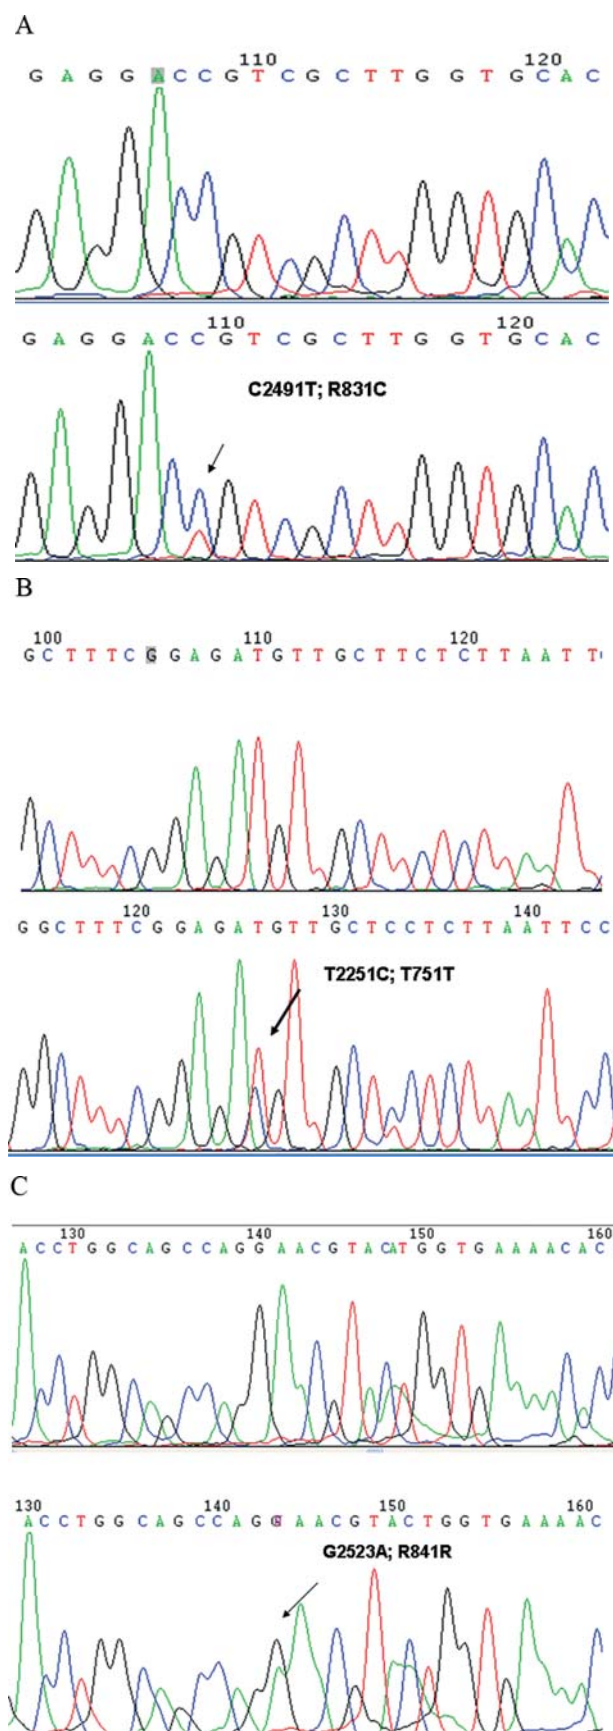 A
110 120
G A G G A C C G T C G C T T G G T G C A C
110 120
G A G G A C C G T C G C T T G G T G C A C
C2491T; R831C
B
100 110 120
G C T T T C G G A G A T G T T G C T T C T C T T A A T T
120 130 140
G G C T T T C G G A G A T G T T G C T C C T C T T A A T T C C
T2251C; T751T
C
130 140 150 160
A C C T G G C A G C C A G G A A C G T A C A T G G T G A A A A C A C
130 140 150 160
A C C T G G C A G C C A G A A C G T A C T G G T G A A A A C
G2523A; R841R